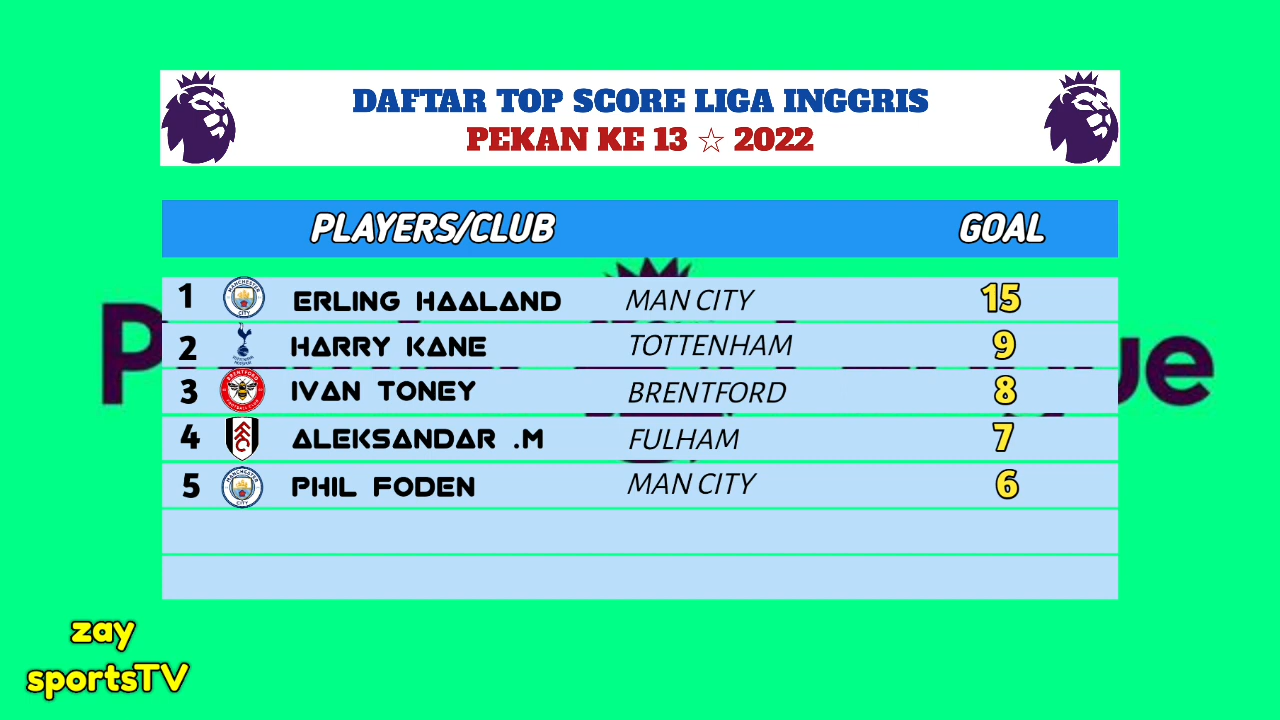 DAFTAR TOP SCORE LIGA INGGRIS
PEKAN KE 13 ☆ 2022
PLAYERS/CLUB GOAL
1 ERLING HAALAND MAN CITY 15
2 HARRY KANE TOTTENHAM 9
3 IVAN TONEY BRENTFORD 8
4 ALEKSANDAR .M FULHAM 7
5 PHIL FODEN MAN CITY 6
zay
sportsTV